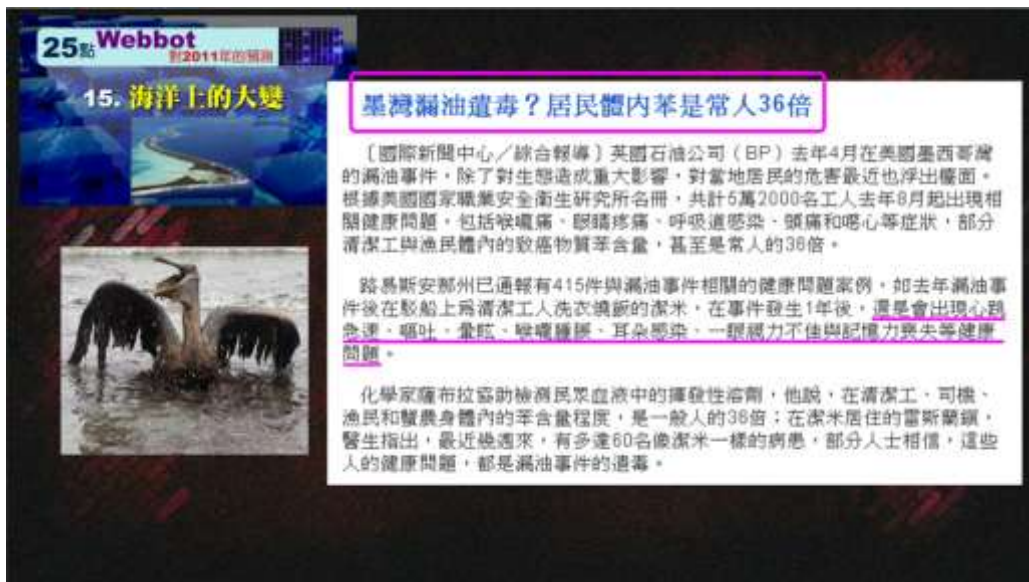 25點 Webbot
對2011年的預測
15. 海洋上的大變
墨灣漏油遺毒？居民體內苯是常人36倍
〔國際新聞中心／綜合報導〕英國石油公司（BP）去年4月在美國墨西哥灣
的漏油事件，除了對生態造成重大影響，對當地居民的危害最近也浮出檯面。
根據美國國家職業安全衛生研究所名冊，共計5萬2000名工人去年8月起出現相
關健康問題，包括喉嚨痛、眼睛疼痛、呼吸道感染、頭痛和噁心等症狀，部分
清潔工與漁民體內的致癌物質苯含量，甚至是常人的36倍。
路易斯安那州已通報有415件與漏油事件相關的健康問題案例，如去年漏油事
件後在駁船上為清潔工人洗衣燒飯的潔米，在事件發生1年後，還是會出現心跳
急速、嘔吐、暈眩、喉嚨腫脹、耳朵感染、一眼視力不佳與記憶力喪失等健康
問題。
化學家薩布拉協助檢測民眾血液中的揮發性溶劑，他說，在清潔工、司機、
漁民和蟹農身體內的苯含量程度，是一般人的36倍；在潔米居住的雷斯蘭鎮，
醫生指出，最近幾週來，有多達60名像潔米一樣的病患，部分人士相信，這些
人的健康問題，都是漏油事件的遺毒。